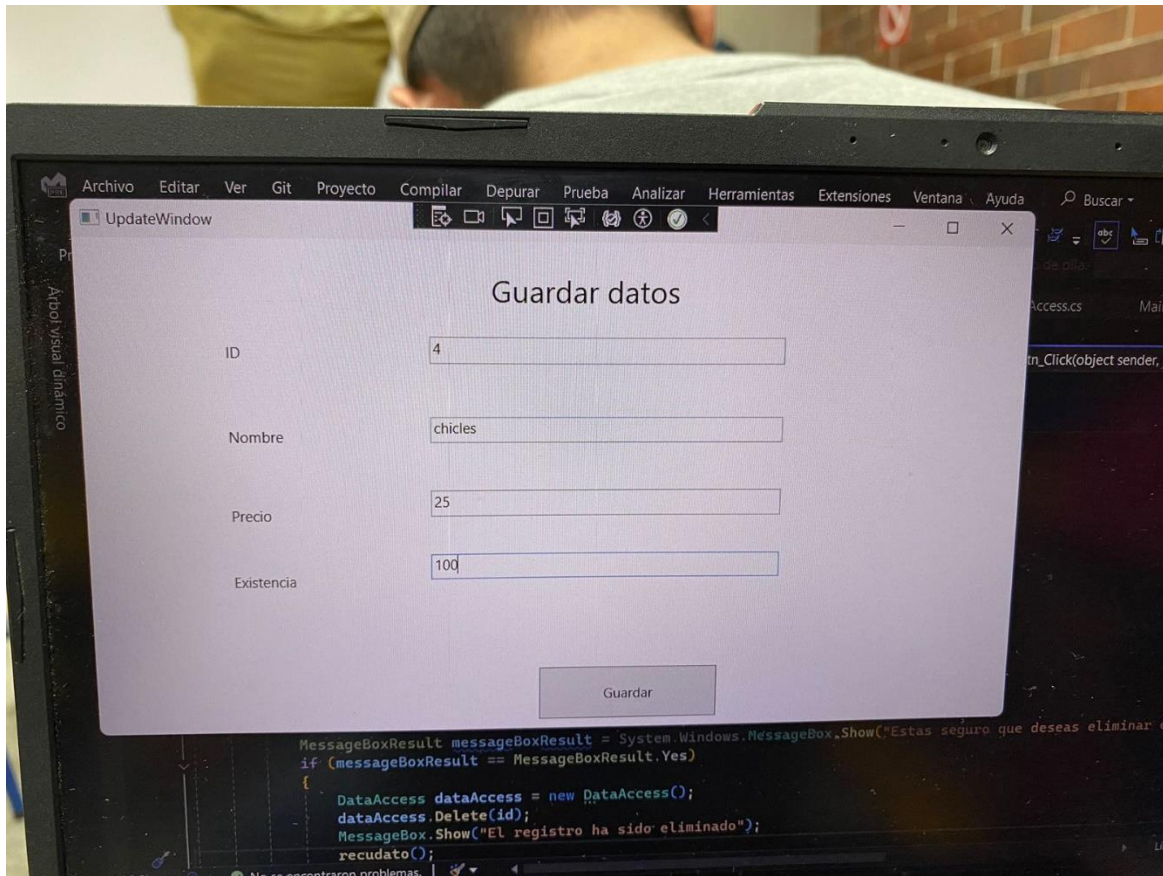 Archivo Editar Ver Git Proyecto Compilar Depurar Prueba Analizar Herramientas Extensiones Ventana Ayuda Buscar
UpdateWindow
abc
Árbol visual dinámico
Access.cs
Guardar datos
ID 4
tn_Click(object sender,
Nombre chicles
Precio 25
Existencia 100
Guardar
MessageBoxResult messageBoxResult = System.Windows.MessageBox.Show("Estas seguro que deseas eliminar
if (messageBoxResult == MessageBoxResult.Yes)
{
DataAccess dataAccess = new DataAccess();
dataAccess.Delete(id);
MessageBox.Show("El registro ha sido eliminado");
recudato();
No se encontraron problemas.